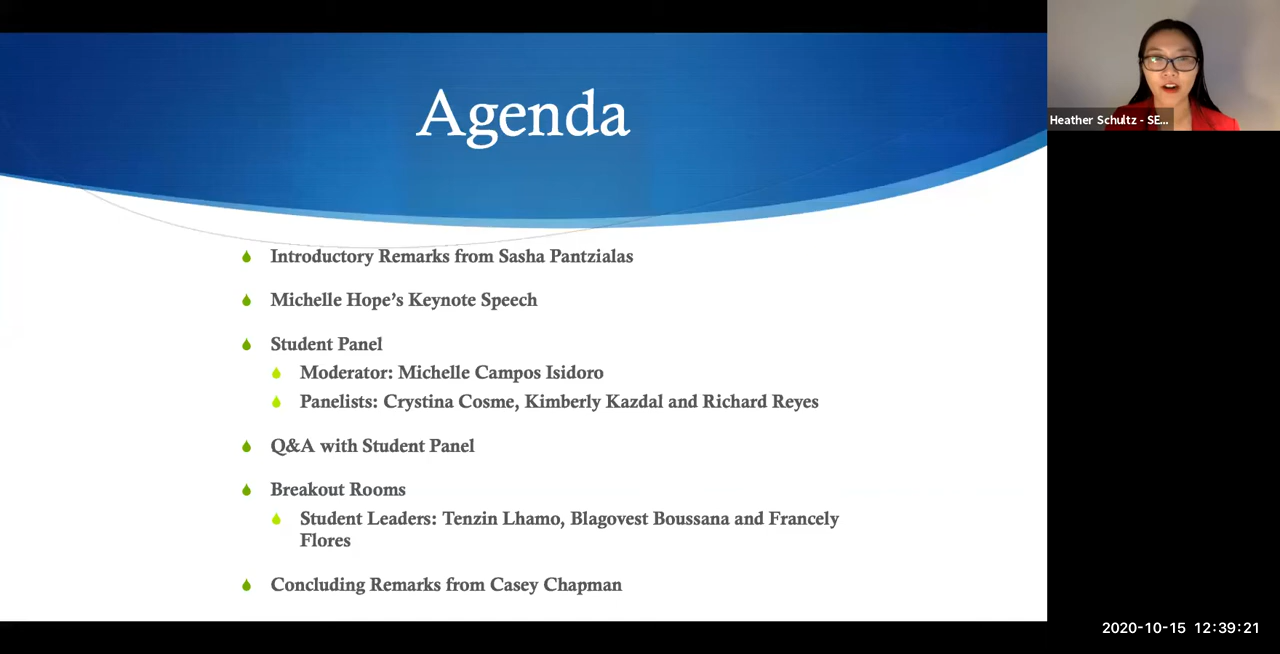 Agenda
Heather Schultz - SE...
Introductory Remarks from Sasha Pantzialas
Michelle Hope’s Keynote Speech
Student Panel
Moderator: Michelle Campos Isidoro
Panelists: Crystina Cosme, Kimberly Kazdal and Richard Reyes
Q&A with Student Panel
Breakout Rooms
Student Leaders: Tenzin Lhamo, Blagovest Boussana and Francely
Flores
Concluding Remarks from Casey Chapman
2020-10-15 12:39:21